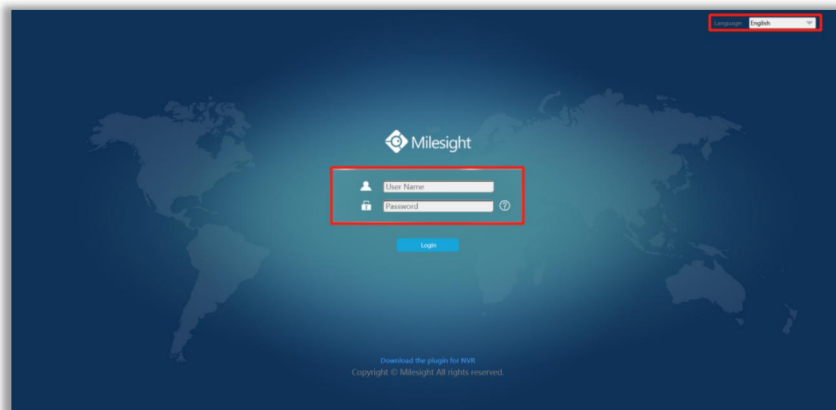 Language: English
Milesight
User Name
Password
Login
Download the plugin for NVR
Copyright © Milesight All rights reserved.